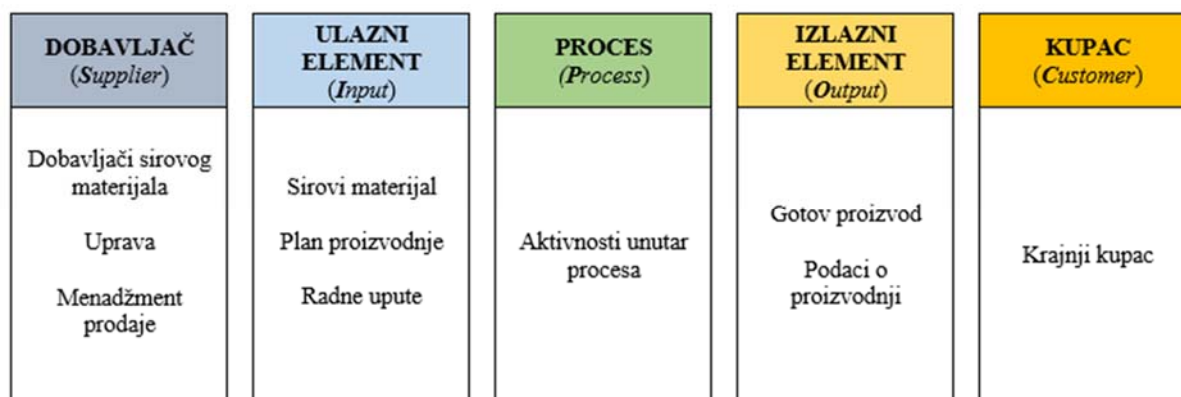 DOBAVLJAČ
(Supplier)
Dobavljači sirovog
materijala
Uprava
Menadžment
prodaje
ULAZNI
ELEMENT
(Input)
Sirovi materijal
Plan proizvodnje
Radne upute
PROCES
(Process)
Aktivnosti unutar
procesa
IZLAZNI
ELEMENT
(Output)
Gotov proizvod
Podaci o
proizvodnji
KUPAC
(Customer)
Krajnji kupac